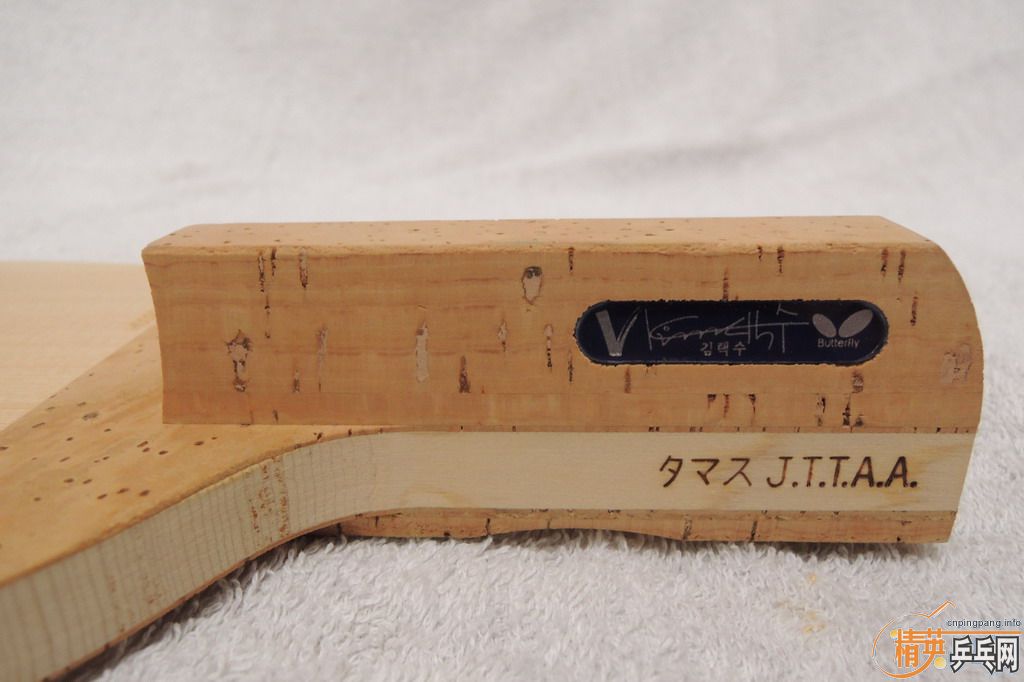 V
김택수
Butterfly
タマス J.T.T.A.A.
cnpingpang.info
精英乒乓网